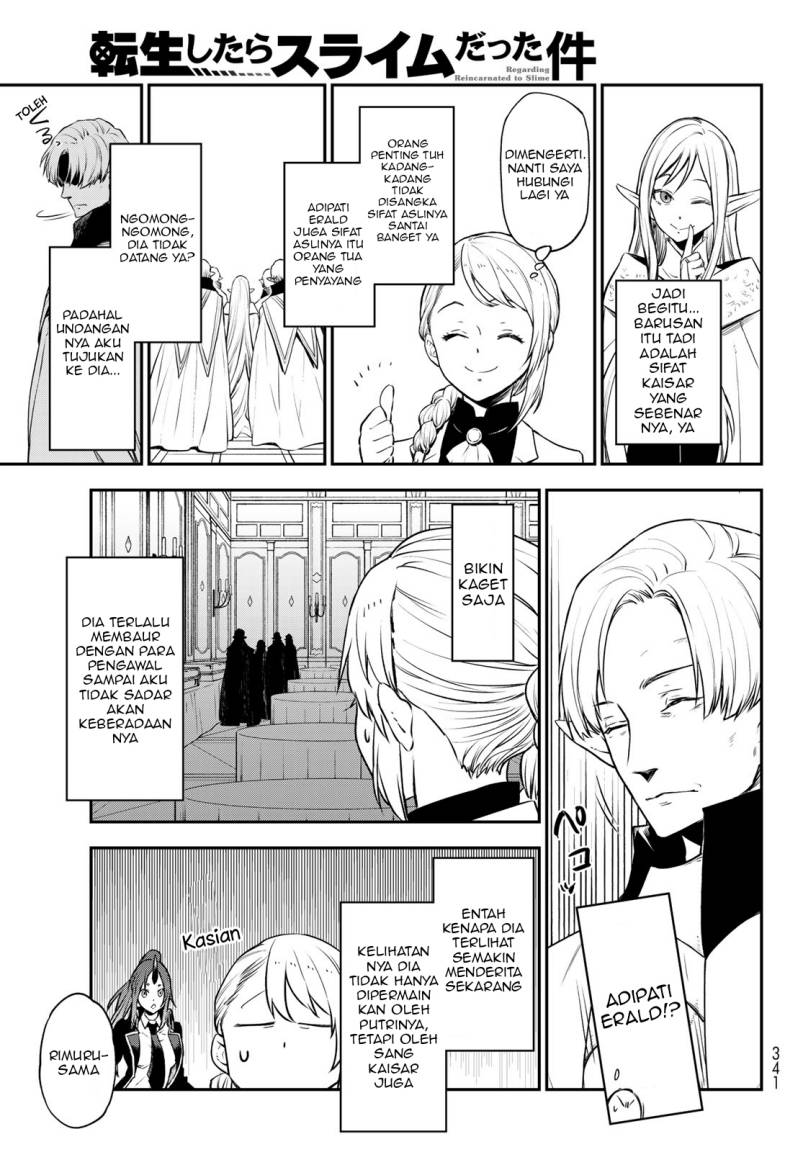 転生したらスライムだった件
Regarding
Reincarnated to Slime
JADI
BEGITU...
BARUSAN
ITU TADI
ADALAH
SIFAT
KAISAR
YANG
SEBENAR
NYA, YA
DIMENGERTI.
NANTI SAYA
HUBUNGI
LAGI YA
ORANG
PENTING TUH
KADANG-
KADANG
TIDAK
DISANGKA
SIFAT ASLINYA
SANTAI
BANGET YA
ADIPATI
ERALD
JUGA SIFAT
ASLINYA ITU
ORANG TUA
YANG
PENYAYANG
TOLEH
NGOMONG-
NGOMONG,
DIA TIDAK
DATANG YA?
PADAHAL
UNDANGAN
NYA AKU
TUJUKAN
KE DIA...
ペコ
ADIPATI
ERALD!?
BIKIN
KAGET
SAJA
DIA TERLALU
MEMBAUR
DENGAN PARA
PENGAWAL
SAMPAI AKU
TIDAK SADAR
AKAN
KEBERADAAN
NYA
ENTAH
KENAPA DIA
TERLIHAT
SEMAKIN
MENDERITA
SEKARANG
KELIHATAN
NYA DIA
TIDAK HANYA
DIPERMAIN
KAN OLEH
PUTRINYA,
TETAPI OLEH
SANG
KAISAR
JUGA
Kasian
RIMURU-
SAMA
341